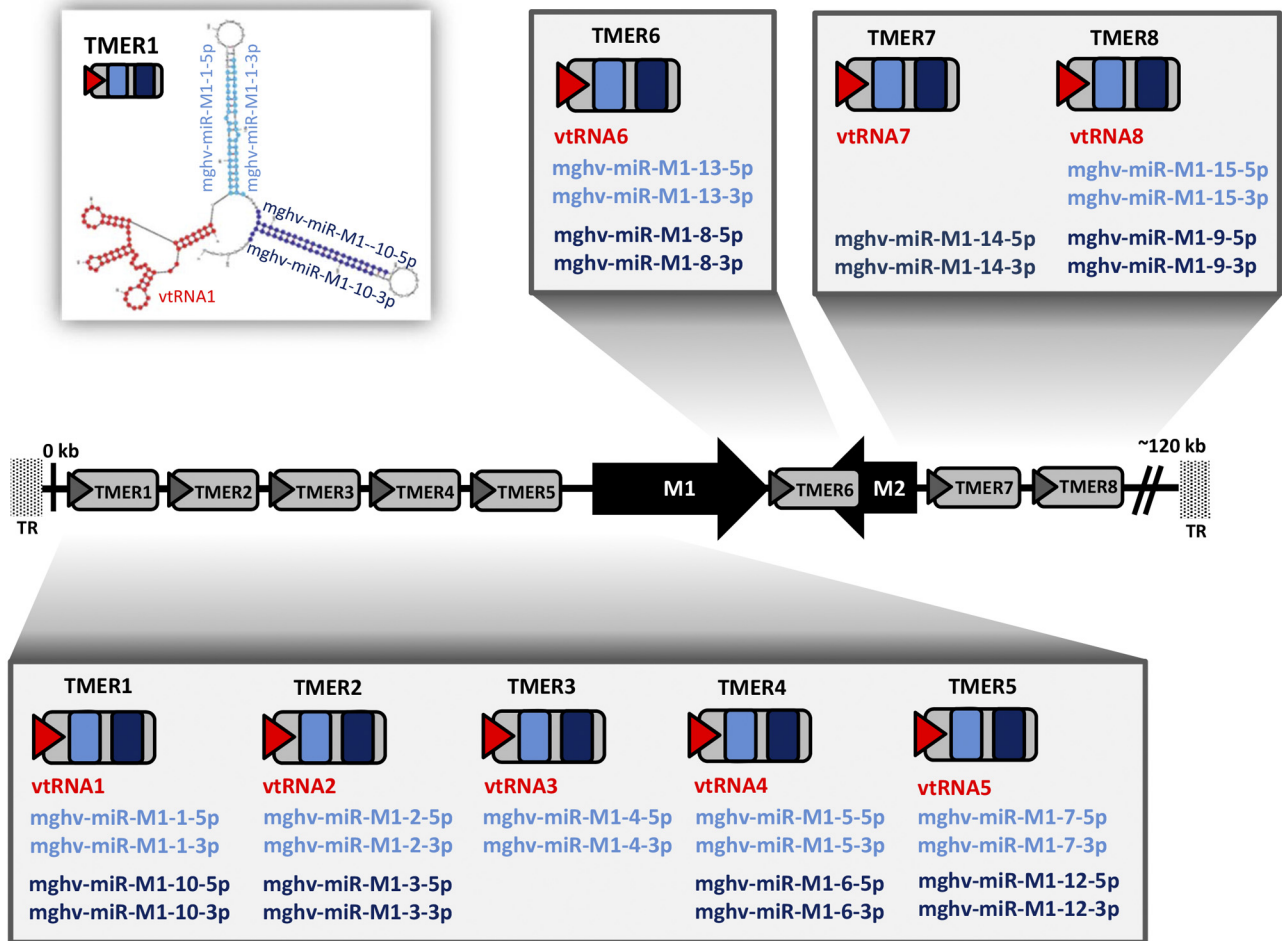 TMER1
mghv-miR-M1-1-5p
mghv-miR-M1-1-3p
mghv-miR-M1--10-5p
mghv-miR-M1-10-3p
vtRNA1
TMER6
vtRNA6
mghv-miR-M1-13-5p
mghv-miR-M1-13-3p
mghv-miR-M1-8-5p
mghv-miR-M1-8-3p
TMER7
vtRNA7
mghv-miR-M1-14-5p
mghv-miR-M1-14-3p
TMER8
vtRNA8
mghv-miR-M1-15-5p
mghv-miR-M1-15-3p
mghv-miR-M1-9-5p
mghv-miR-M1-9-3p
0 kb
~120 kb
TR
TMER1
TMER2
TMER3
TMER4
TMER5
M1
TMER6
M2
TMER7
TMER8
TR
TMER1
vtRNA1
mghv-miR-M1-1-5p
mghv-miR-M1-1-3p
mghv-miR-M1-10-5p
mghv-miR-M1-10-3p
TMER2
vtRNA2
mghv-miR-M1-2-5p
mghv-miR-M1-2-3p
mghv-miR-M1-3-5p
mghv-miR-M1-3-3p
TMER3
vtRNA3
mghv-miR-M1-4-5p
mghv-miR-M1-4-3p
TMER4
vtRNA4
mghv-miR-M1-5-5p
mghv-miR-M1-5-3p
mghv-miR-M1-6-5p
mghv-miR-M1-6-3p
TMER5
vtRNA5
mghv-miR-M1-7-5p
mghv-miR-M1-7-3p
mghv-miR-M1-12-5p
mghv-miR-M1-12-3p